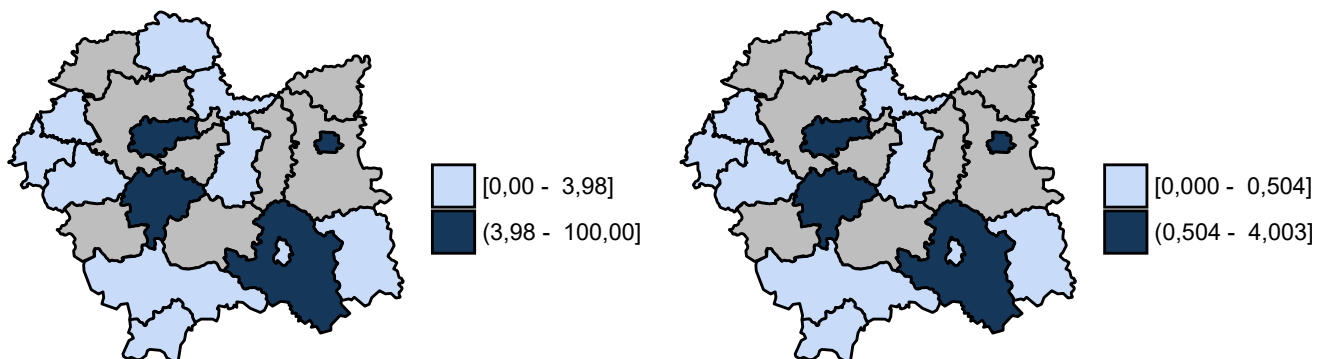 [0,00 - 3,98]
(3,98 - 100,00]
[0,000 - 0,504]
(0,504 - 4,003]